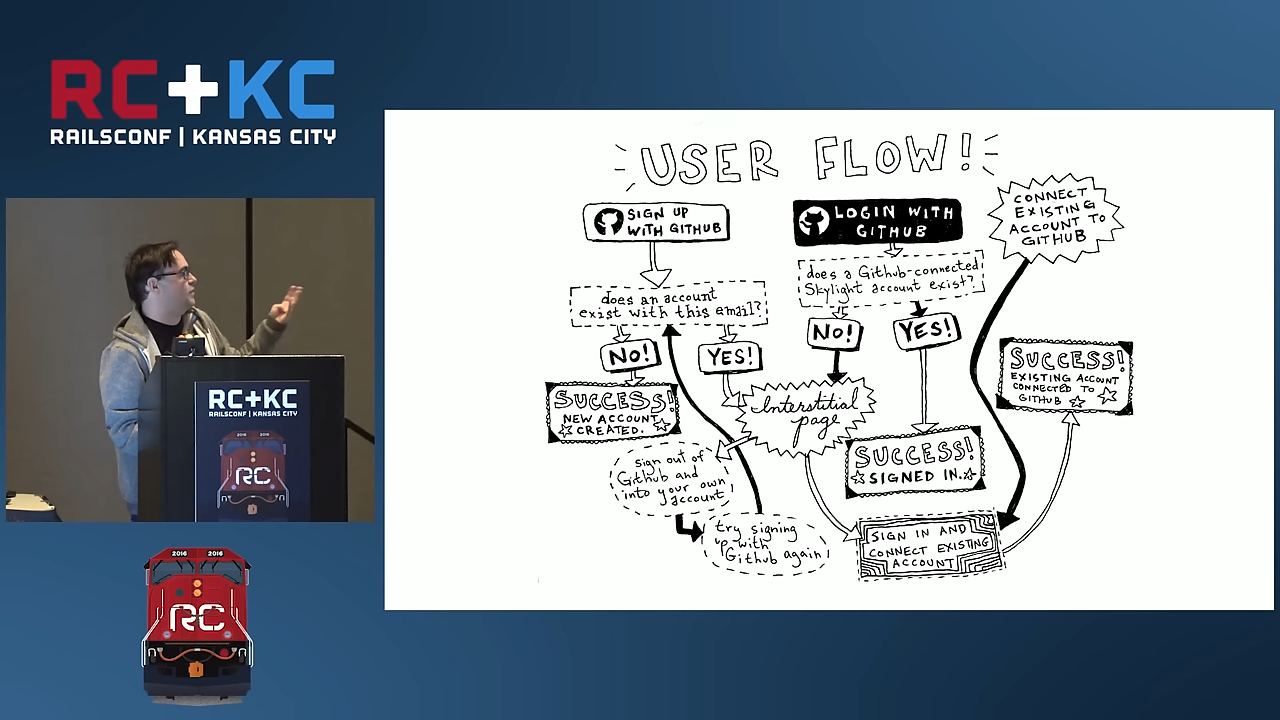 RC+KC
RAILSCONF | KANSAS CITY
USER FLOW!
SIGN UP
WITH GITHUB
LOGIN WITH
GITHUB
CONNECT
EXISTING
ACCOUNT TO
GITHUB
does an account
exist with this email?
does a Github-connected
Skylight account exist?
NO!
YES!
NO!
YES!
SUCCESS!
NEW ACCOUNT
CREATED.
Interstitial
page
SUCCESS!
SIGNED IN.
SUCCESS!
EXISTING ACCOUNT
CONNECTED TO
GITHUB
sign out of
Github and
into your own
account
try signing
up with
Github again
SIGN IN AND
CONNECT EXISTING
ACCOUNT
RC+KC
RAILSCONF | KANSAS CITY
2016 2016
RC
2016 2016
RC